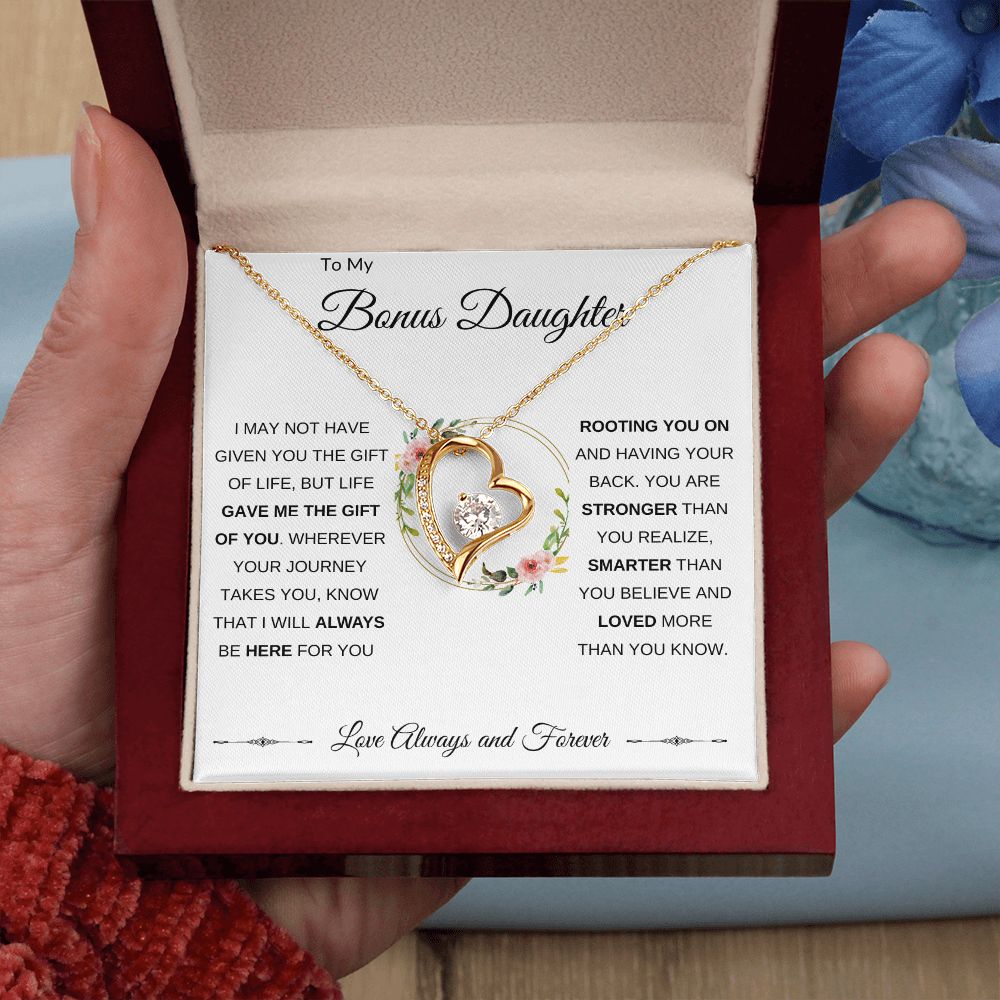 To My
Bonus Daughter
I MAY NOT HAVE
GIVEN YOU THE GIFT
OF LIFE, BUT LIFE
GAVE ME THE GIFT
OF YOU. WHEREVER
YOUR JOURNEY
TAKES YOU, KNOW
THAT I WILL ALWAYS
BE HERE FOR YOU
ROOTING YOU ON
AND HAVING YOUR
BACK. YOU ARE
STRONGER THAN
YOU REALIZE,
SMARTER THAN
YOU BELIEVE AND
LOVED MORE
THAN YOU KNOW.
Love Always and Forever